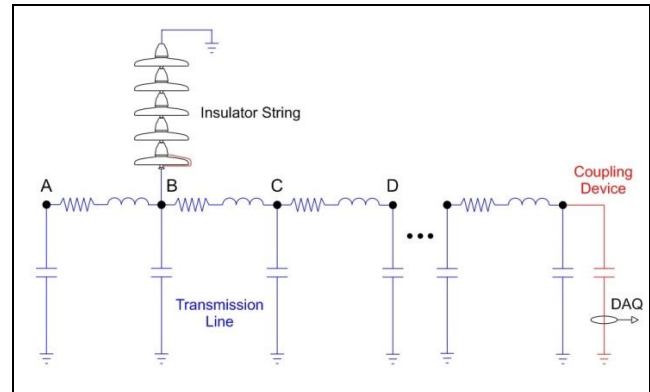 Insulator String
A
B
C
D
Coupling
Device
Transmission
Line
DAQ